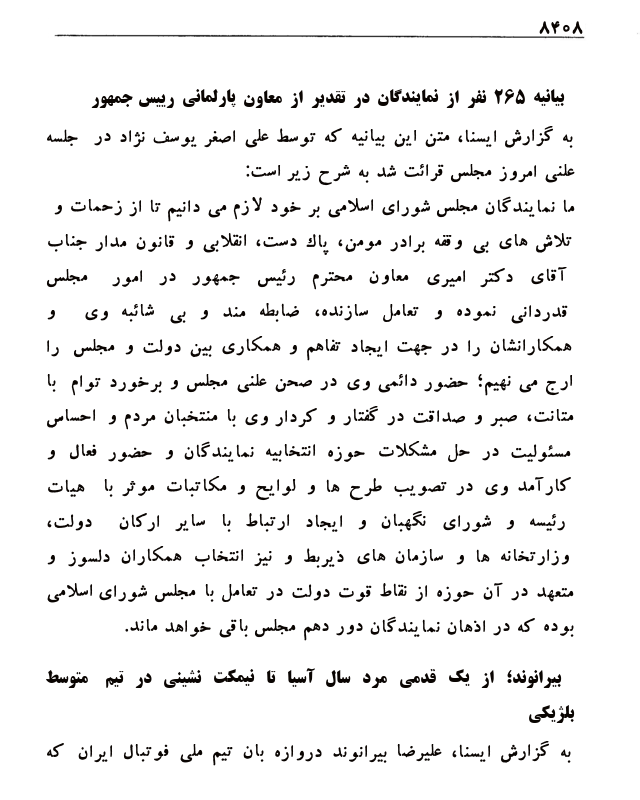 ۸۴۰۸
بیانیه ۲۶۵ نفر از نمایندگان در تقدیر از معاون پارلمانی رییس جمهور
به گزارش ایسنا، متن این بیانیه که توسط علی اصغر یوسف نژاد در جلسه
علنی امروز مجلس قرائت شد به شرح زیر است:
ما نمایندگان مجلس شورای اسلامی بر خود لازم می دانیم تا از زحمات و
تلاش های بی وقفه برادر مومن، پاك دست، انقلابی و قانون مدار جناب
آقای دکتر امیری معاون محترم رئیس جمهور در امور مجلس
قدردانی نموده و تعامل سازنده، ضابطه مند و بی شائبه وی و
همکارانشان را در جهت ایجاد تفاهم و همکاری بین دولت و مجلس را
ارج می نهیم؛ حضور دائمی وی در صحن علنی مجلس و برخورد توام با
متانت، صبر و صداقت در گفتار و کردار وی با منتخبان مردم و احساس
مسئولیت در حل مشکلات حوزه انتخابیه نمایندگان و حضور فعال و
کارآمد وی در تصویب طرح ها و لوایح و مکاتبات موثر با هیات
رئیسه و شورای نگهبان و ایجاد ارتباط با سایر ارکان دولت،
وزارتخانه ها و سازمان های ذیربط و نیز انتخاب همکاران دلسوز و
متعهد در آن حوزه از نقاط قوت دولت در تعامل با مجلس شورای اسلامی
بوده که در اذهان نمایندگان دور دهم مجلس باقی خواهد ماند.
بیرانوند؛ از یک قدمی مرد سال آسیا تا نیمکت نشینی در تیم متوسط
بلژیکی
به گزارش ایسنا، علیرضا بیرانوند دروازه بان تیم ملی فوتبال ایران که